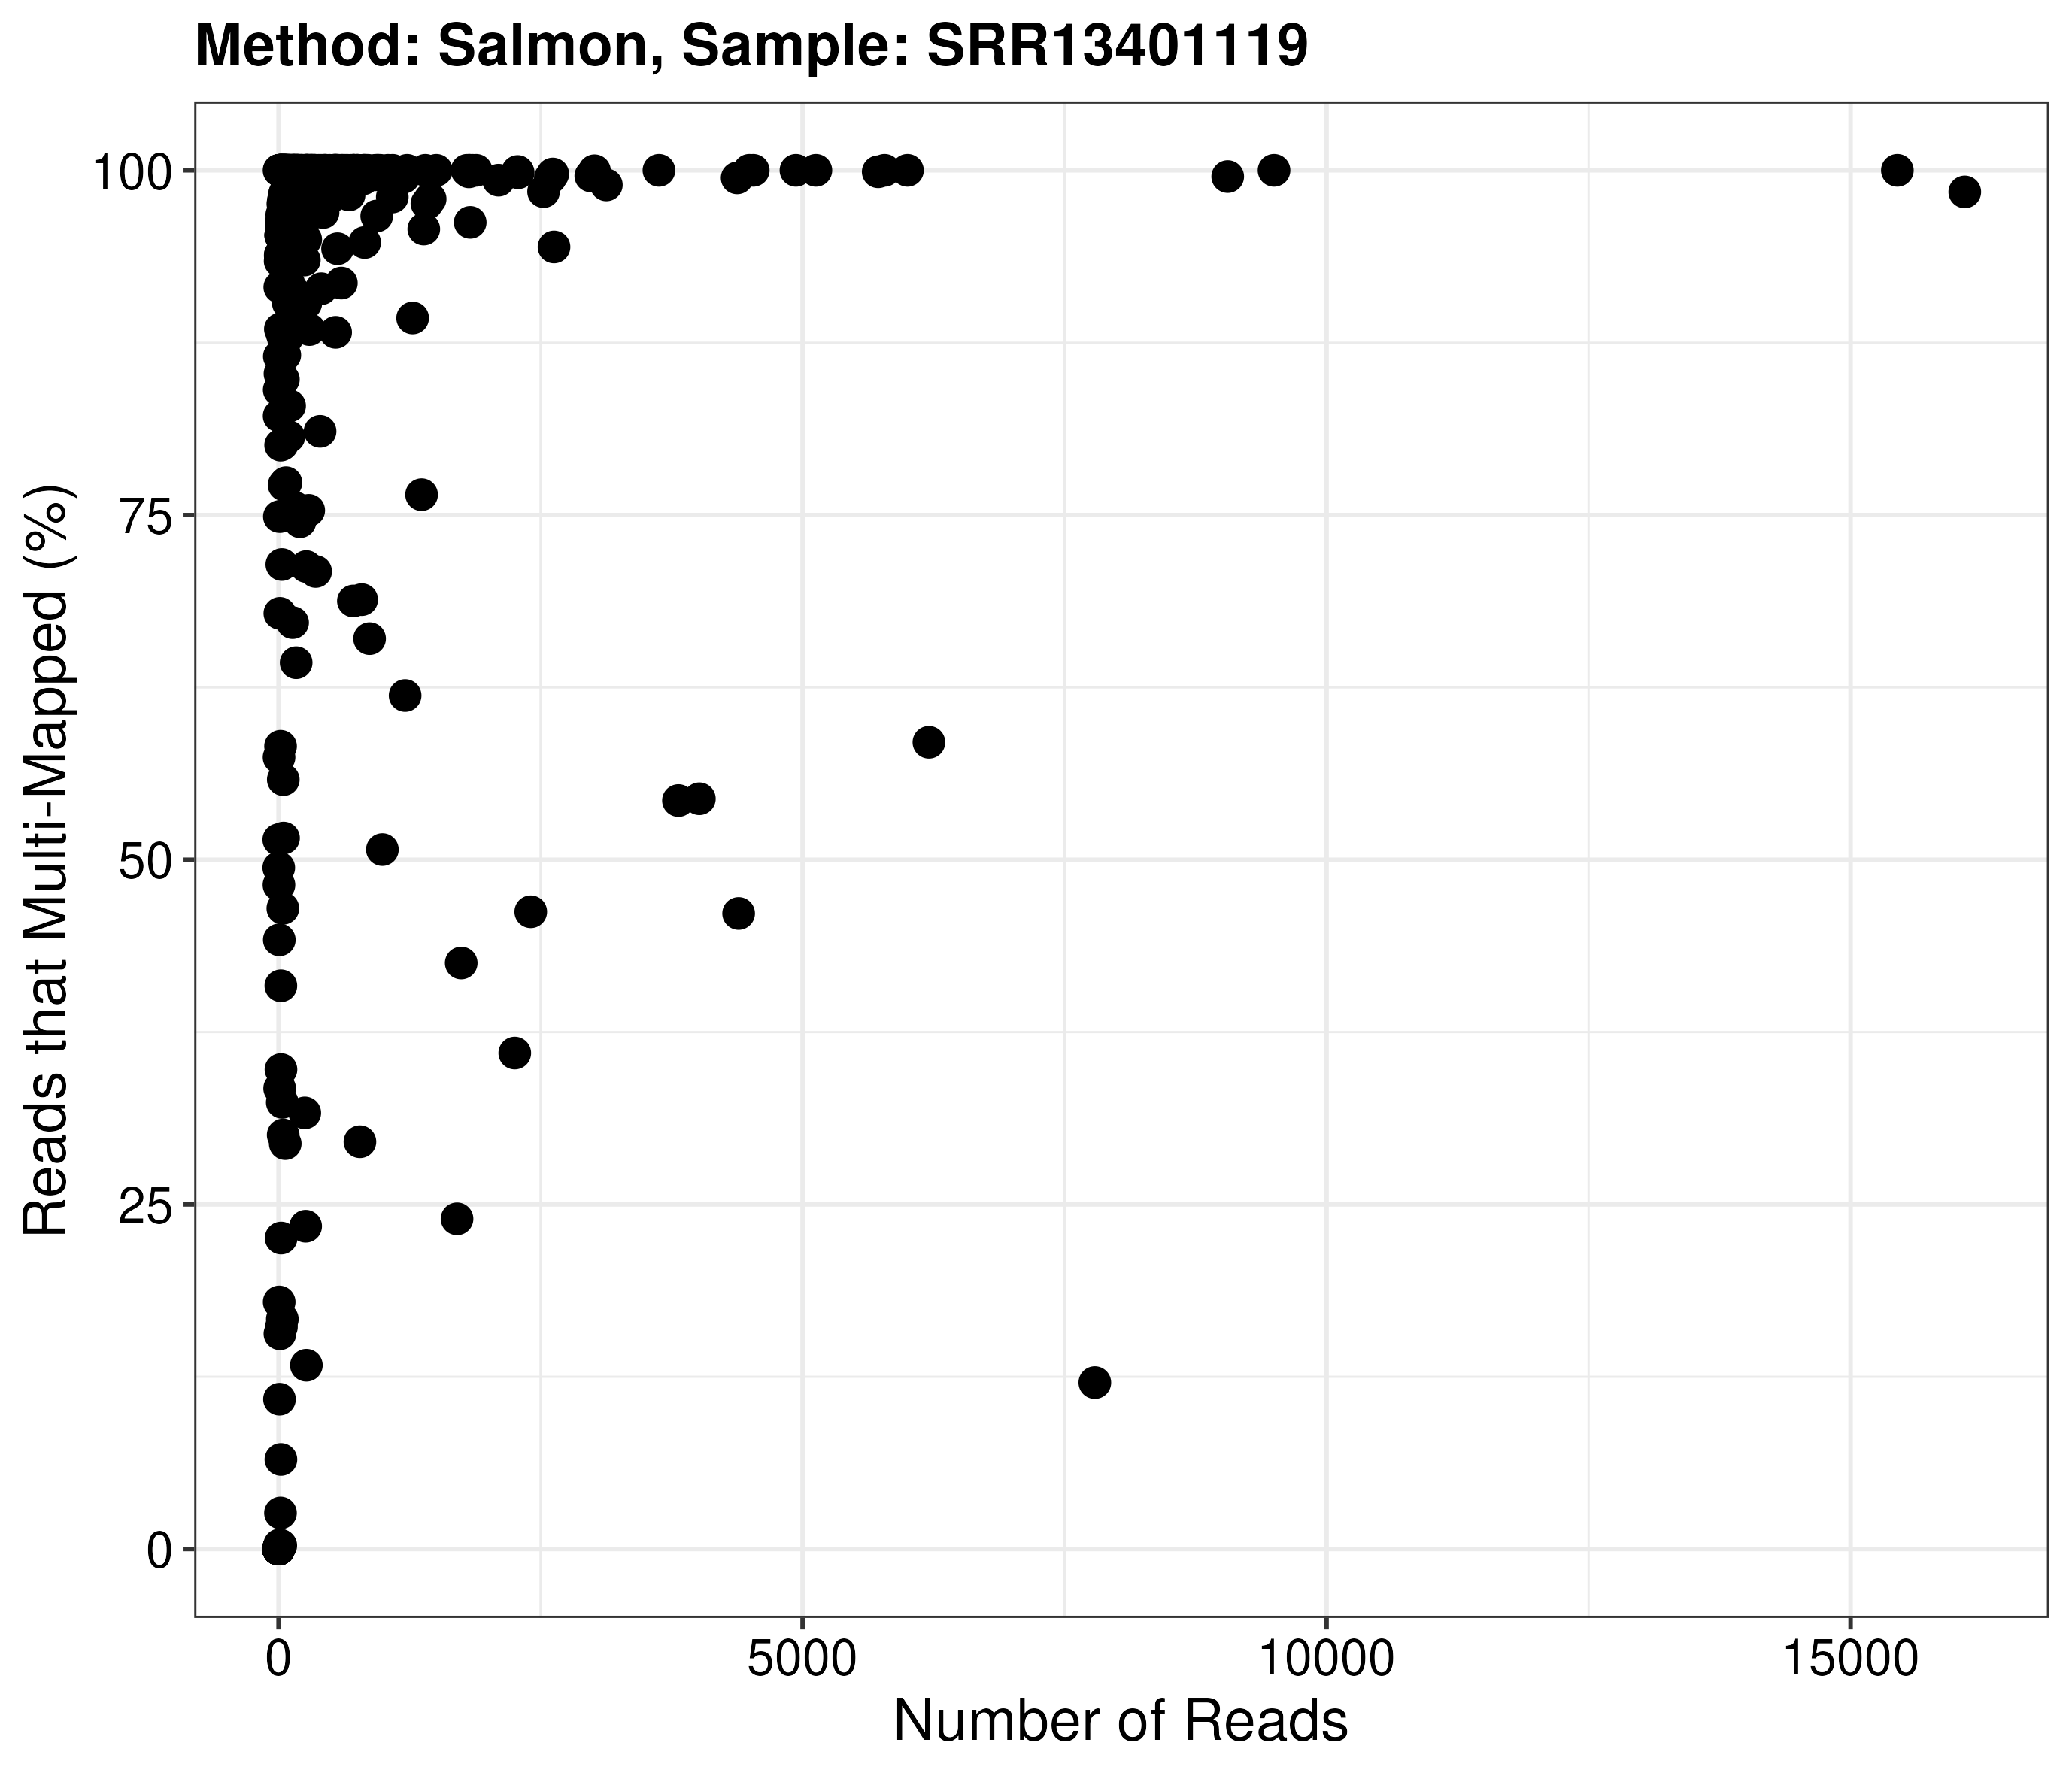 Method: Salmon, Sample: SRR13401119
Reads that Multi-Mapped (%)
100
75
50
25
0
0 5000 10000 15000
Number of Reads